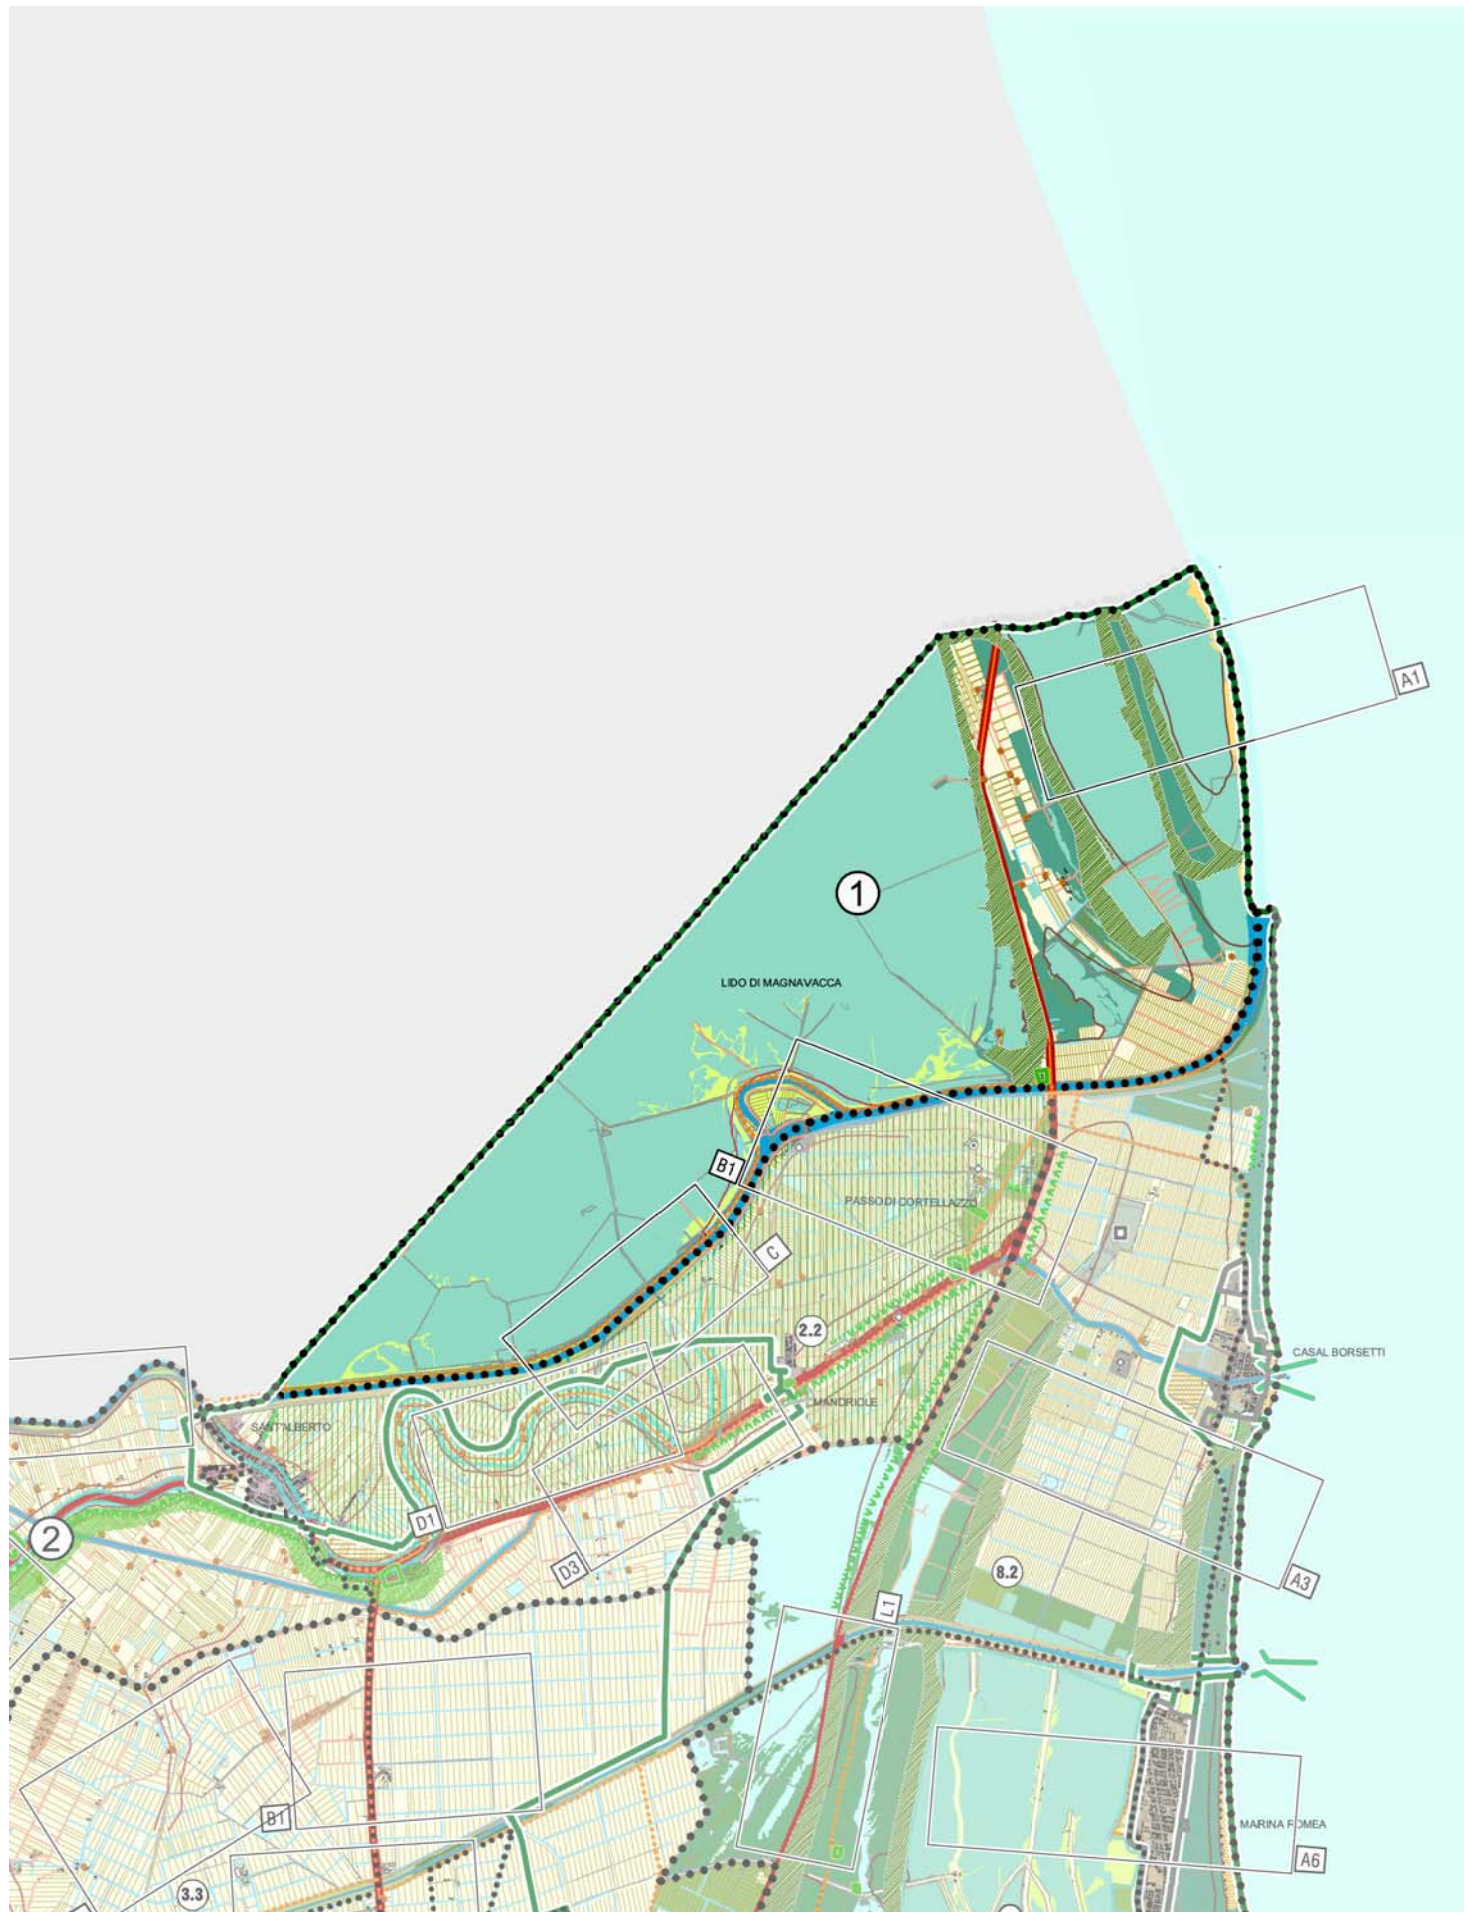 A1
1
LIDO DI MAGNAVACCA
B1
PASSO DI CORTELLAZZO
C
2.2
CASAL BORSETTI
MANDRIOLE
SANT'ALBERTO
D1
2
D3
8.2
A3
L1
B1
MARINA ROMEA
A6
3.3